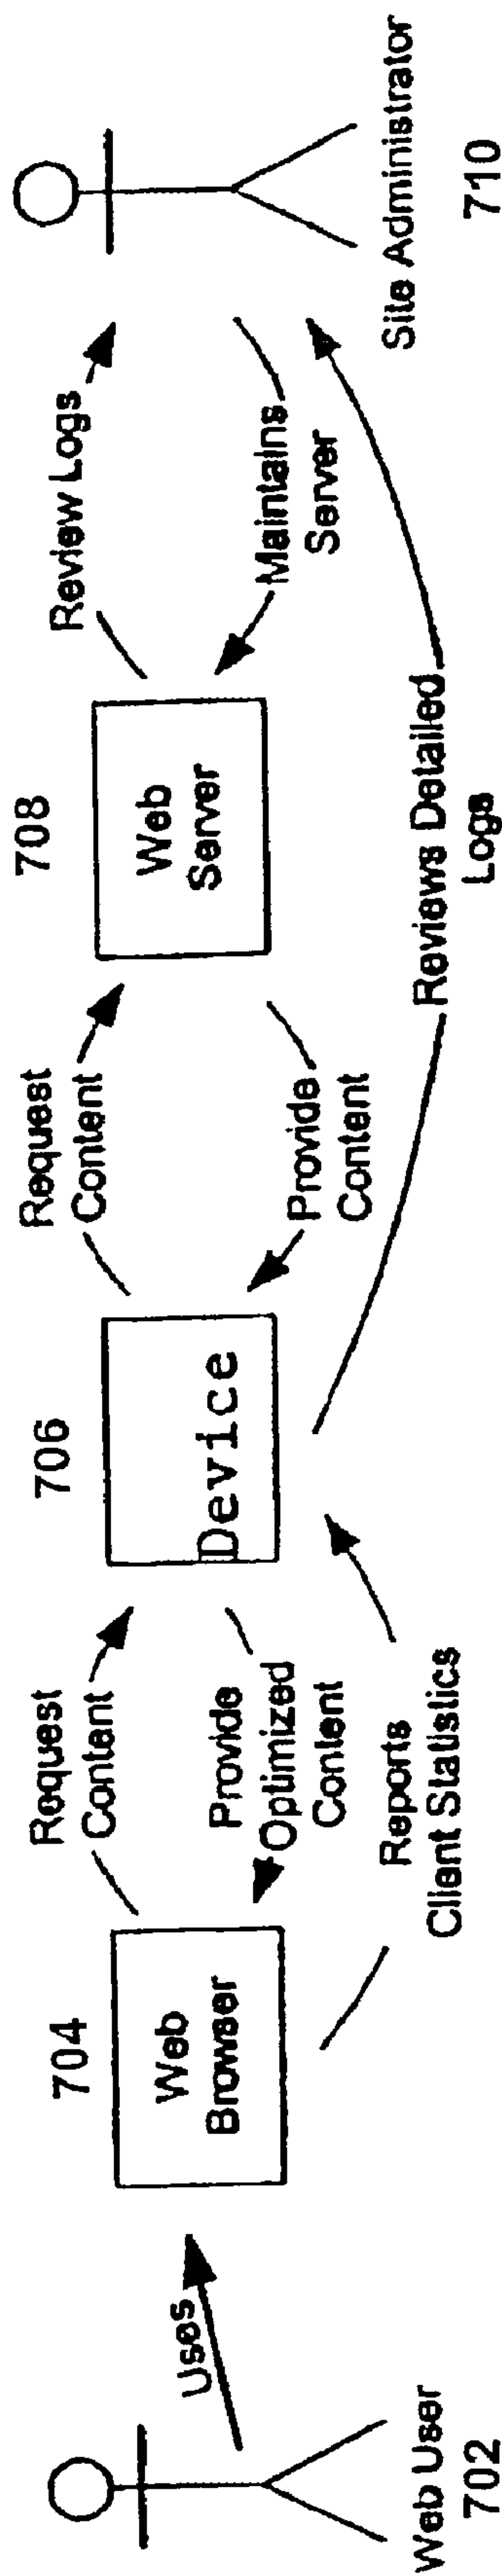 Web User
702
Uses
704
Web
Browser
Request
Content
Provide
Optimized
Content
Reports
Client Statistics
706
Device
Request
Content
Provide
Content
708
Web
Server
Review Logs
Maintains
Server
Reviews Detailed
Logs
Site Administrator
710